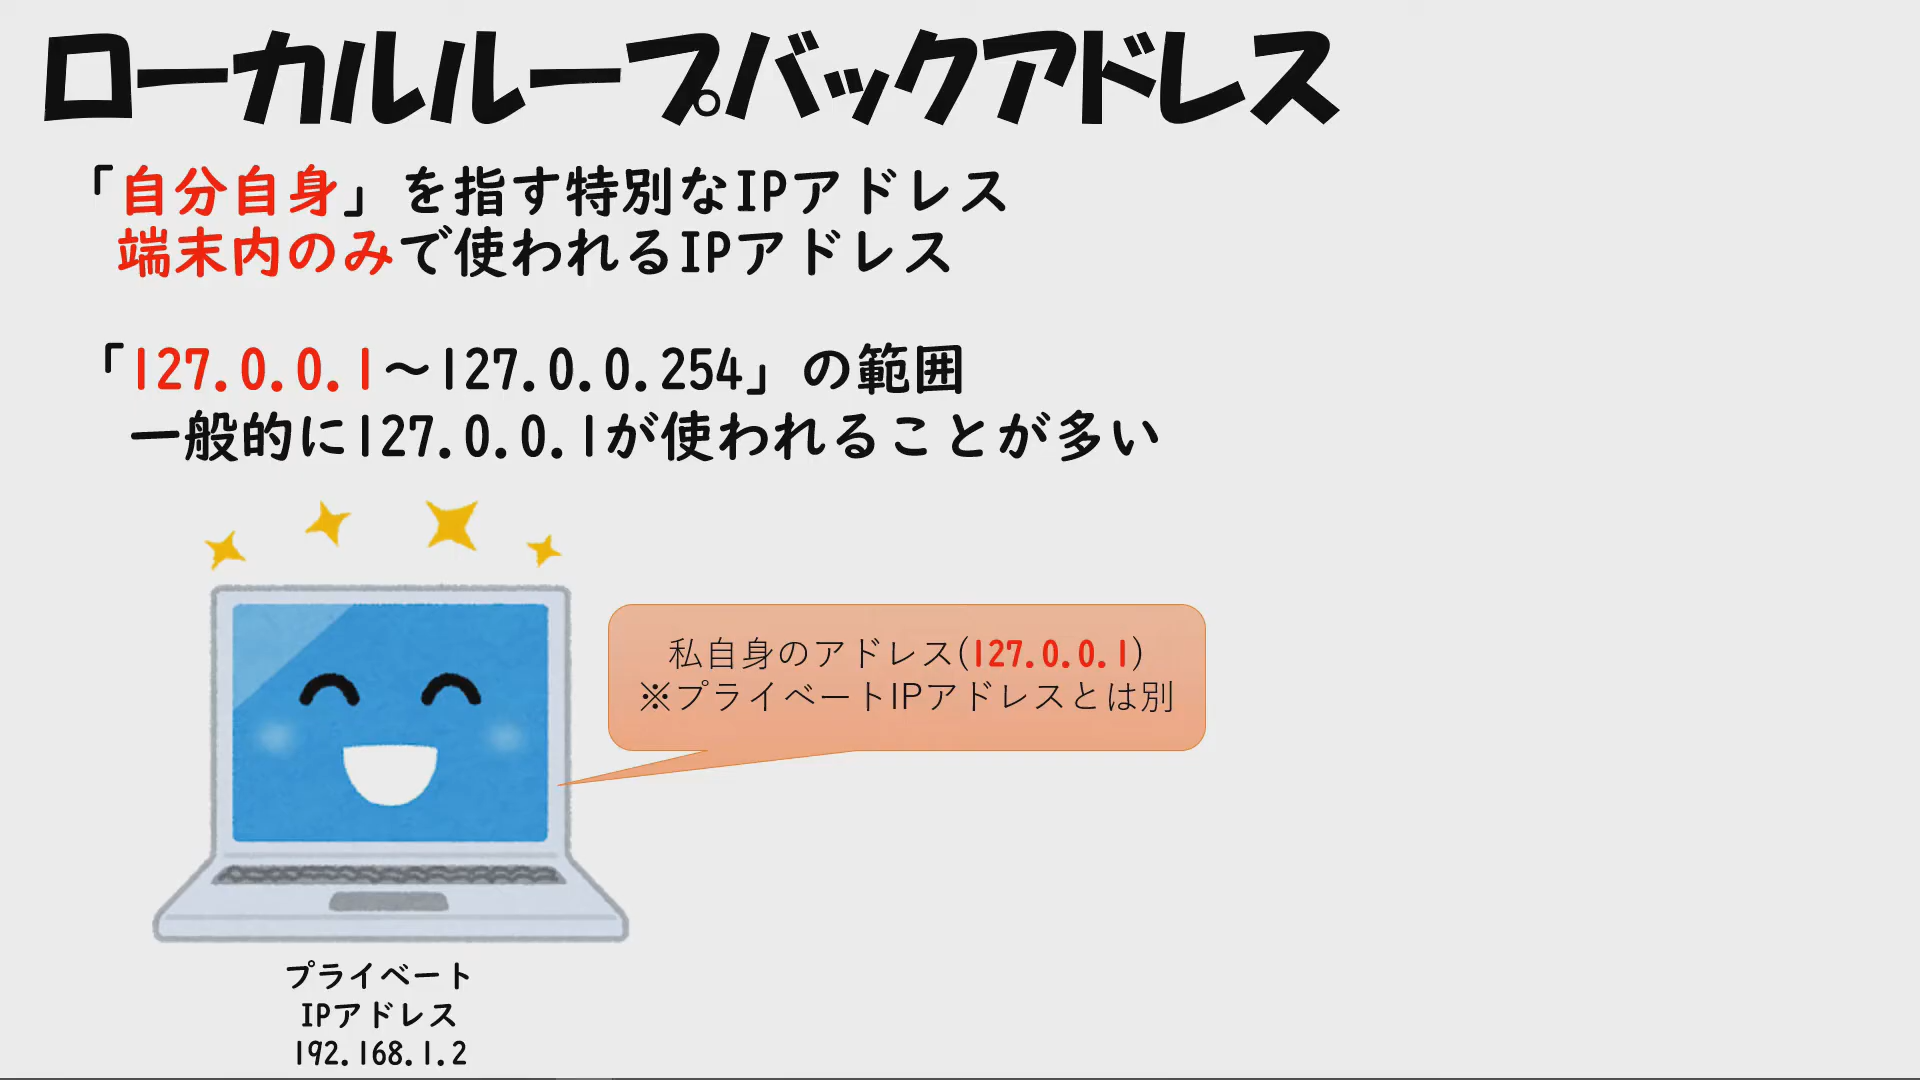 ローカルループバックアドレス
「自分自身」を指す特別なIPアドレス
端末内のみで使われるIPアドレス
「127.0.0.1～127.0.0.254」の範囲
一般的に127.0.0.1が使われることが多い
私自身のアドレス(127.0.0.1)
※プライベートIPアドレスとは別
プライベート
IPアドレス
192.168.1.2